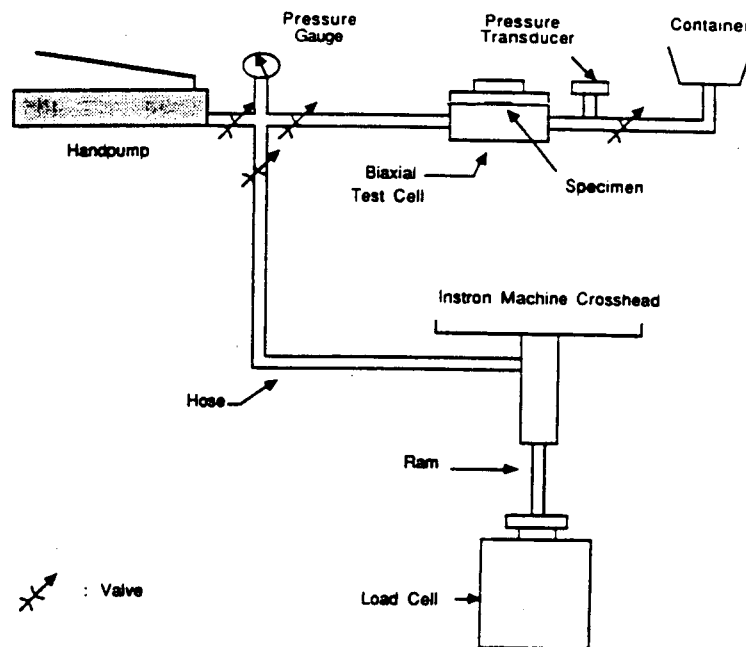 Pressure
Gauge
Pressure
Transducer
Container
Handpump
Biaxial
Test Cell
Specimen
Instron Machine Crosshead
Hose
Ram
Load Cell
: Valve